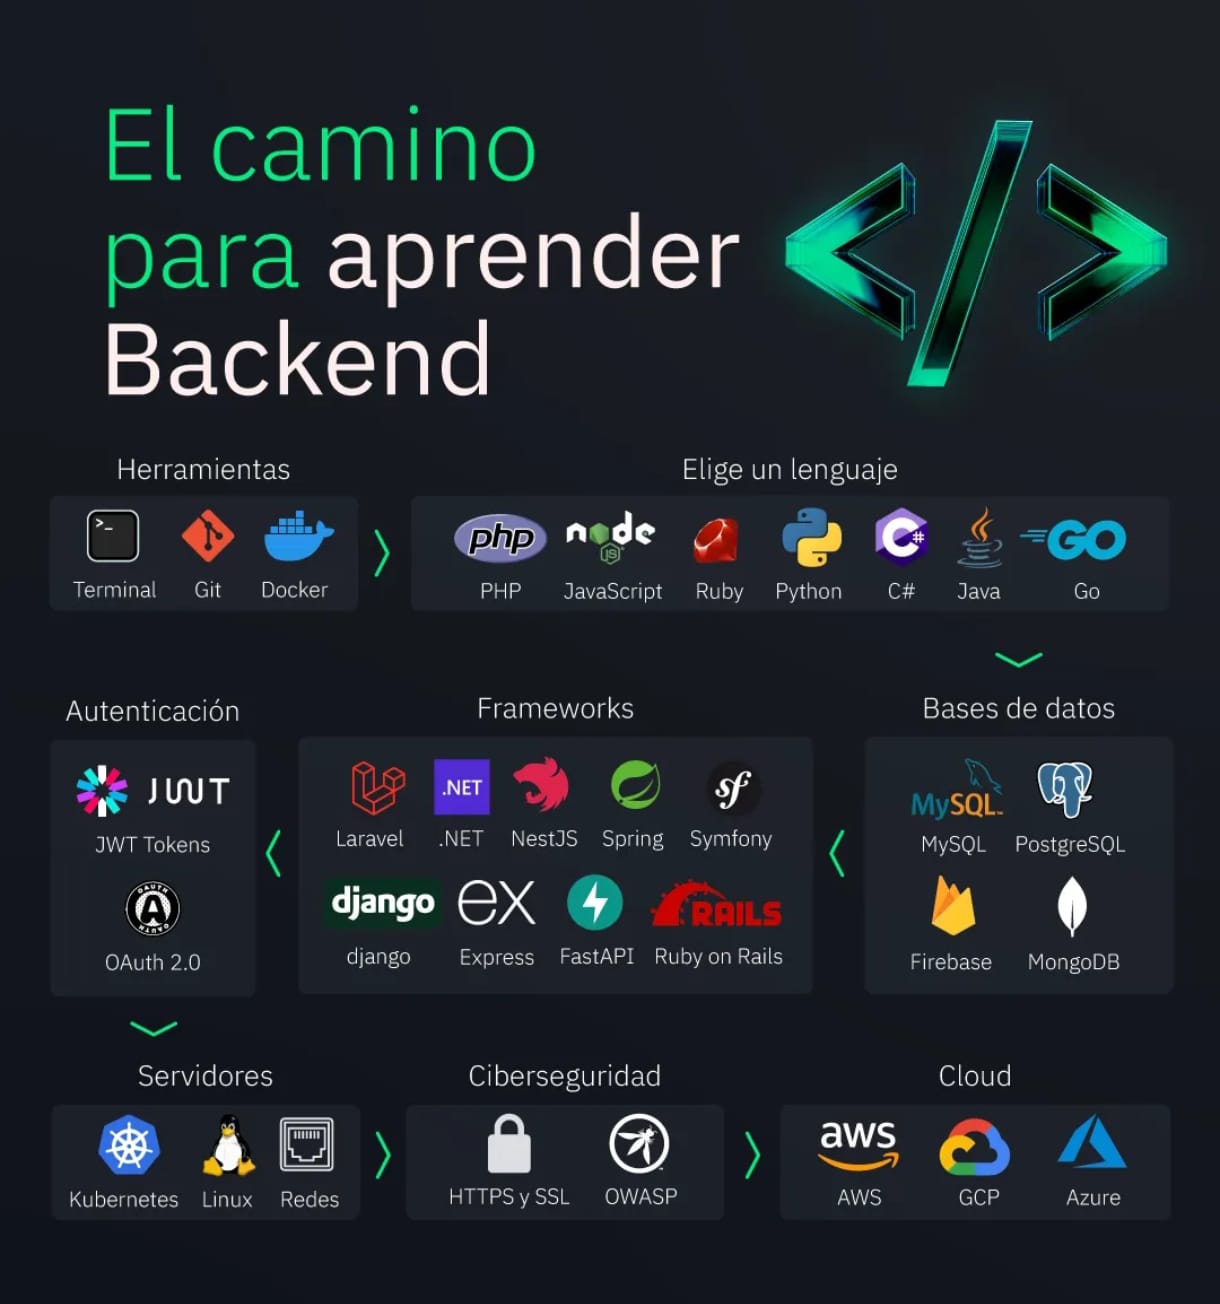 El camino
para aprender
Backend
Herramientas
>_
Terminal
Git
Docker
Elige un lenguaje
php
PHP
node
JS
JavaScript
Ruby
Python
C#
C#
Java
GO
Go
Bases de datos
MySQL
MySQL
PostgreSQL
Firebase
MongoDB
Frameworks
Laravel
.NET
.NET
NestJS
Spring
sf
Symfony
django
django
ex
Express
FastAPI
RAILS
Ruby on Rails
Autenticación
JWT
JWT Tokens
OAUTH
A
OAUTH
OAuth 2.0
Servidores
Kubernetes
Linux
Redes
Ciberseguridad
HTTPS y SSL
OWASP
Cloud
aws
AWS
GCP
Azure